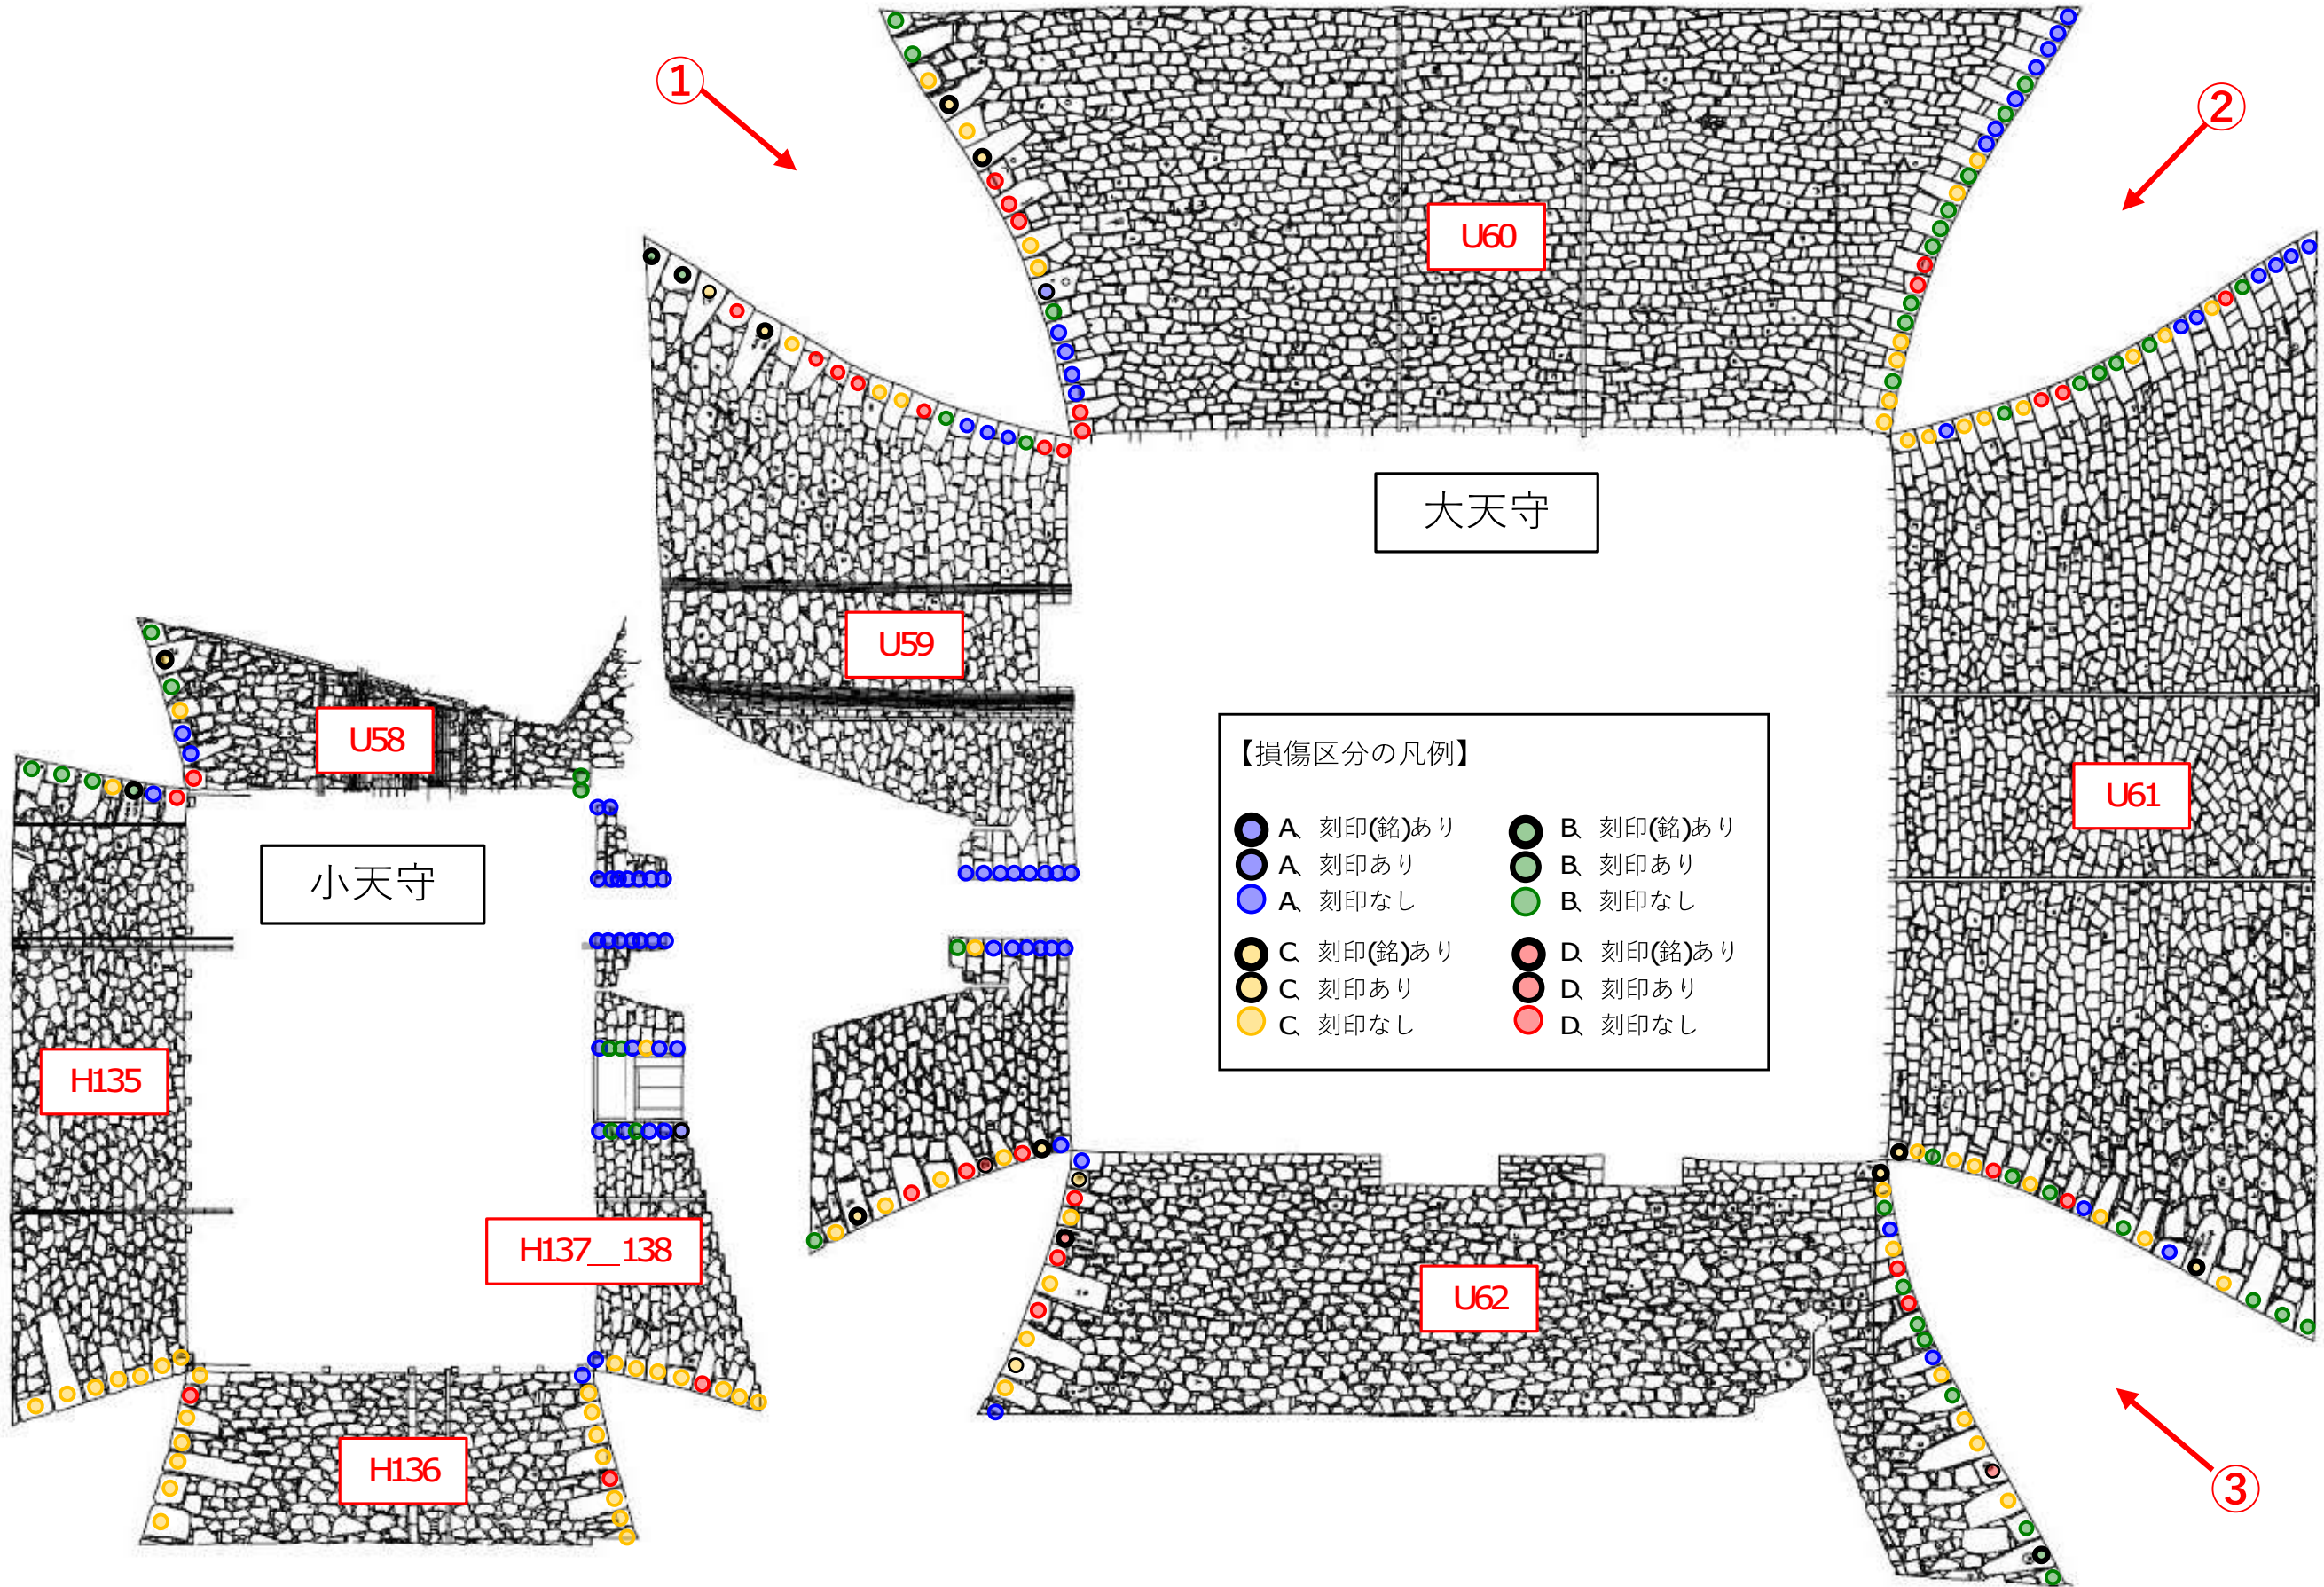 ①
②
U60
大天守
U59
U58
【損傷区分の凡例】
A、刻印(銘)あり
B、刻印(銘)あり
A、刻印あり
B、刻印あり
A、刻印なし
B、刻印なし
C、刻印(銘)あり
D、刻印(銘)あり
C、刻印あり
D、刻印あり
C、刻印なし
D、刻印なし
U61
小天守
H135
H137__138
U62
H136
③